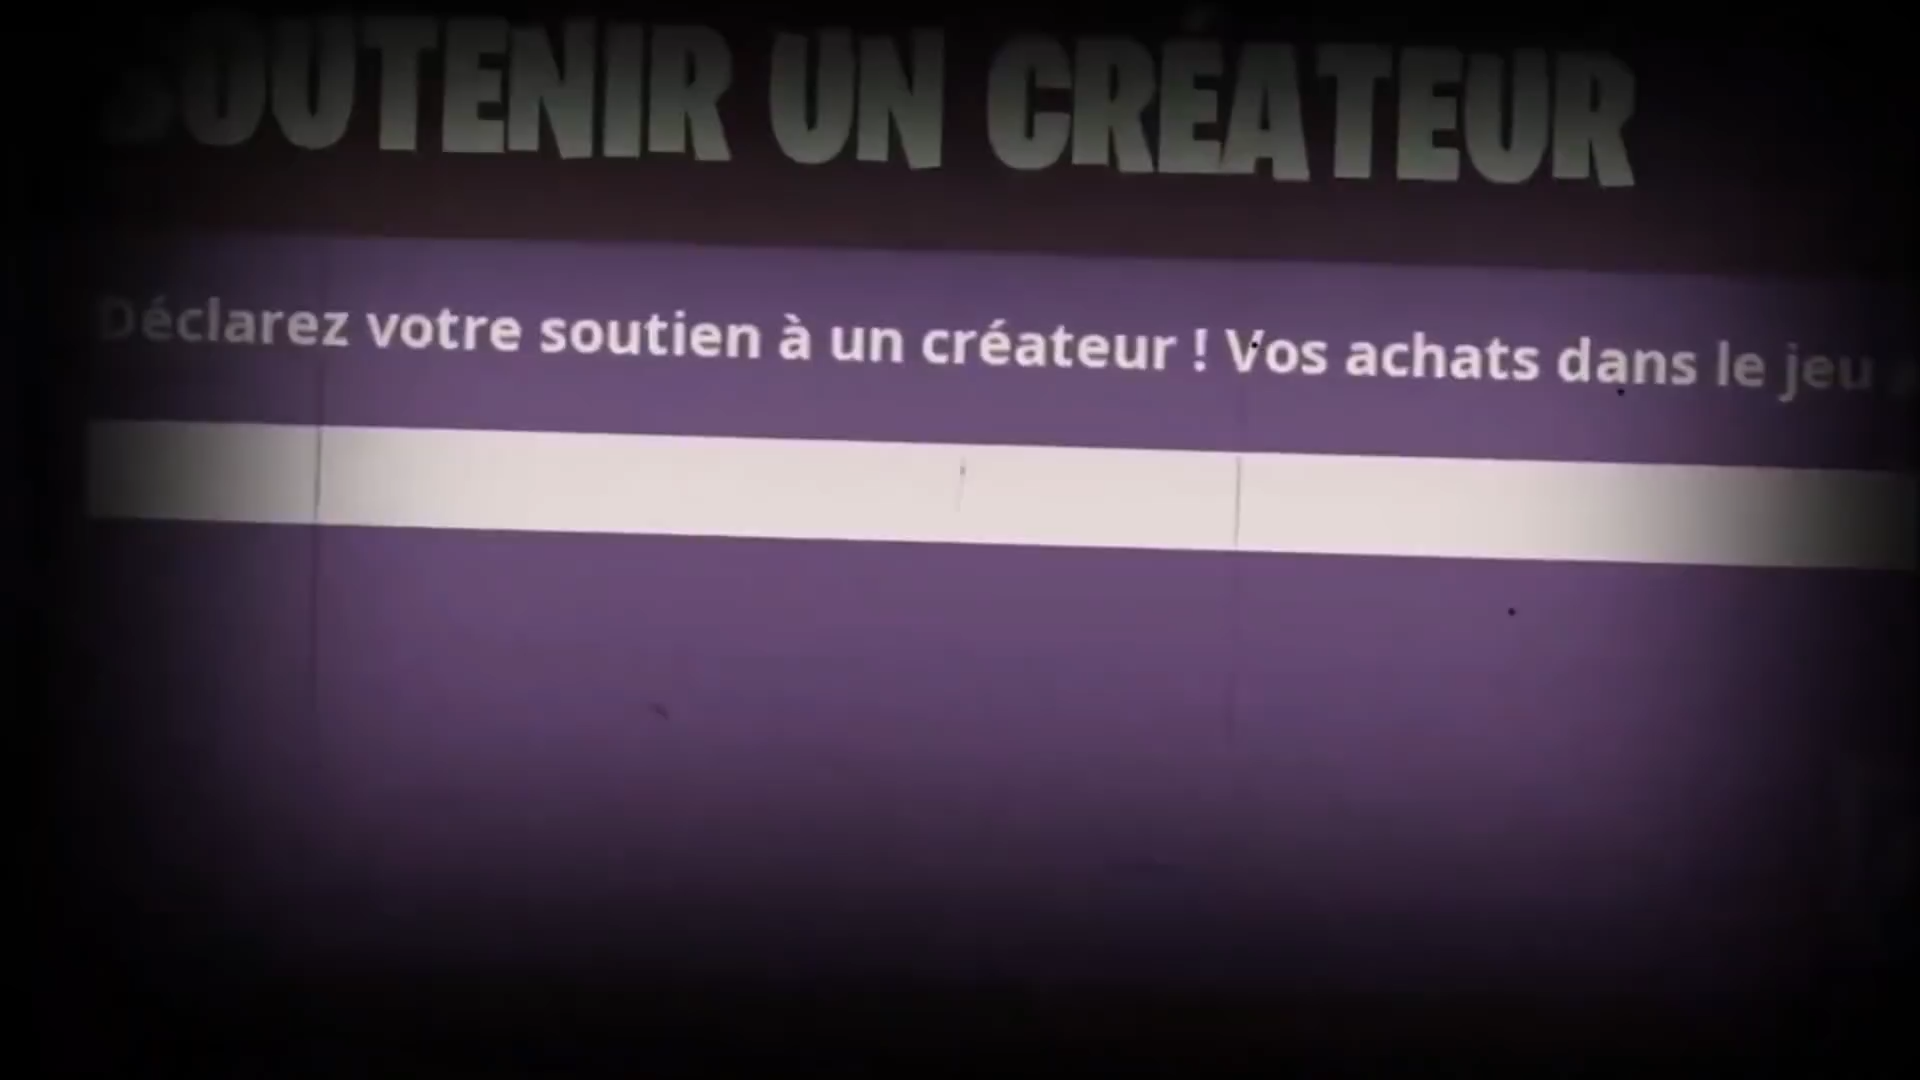 SOUTENIR UN CRÉATEUR
Déclarez votre soutien à un créateur ! Vos achats dans le jeu